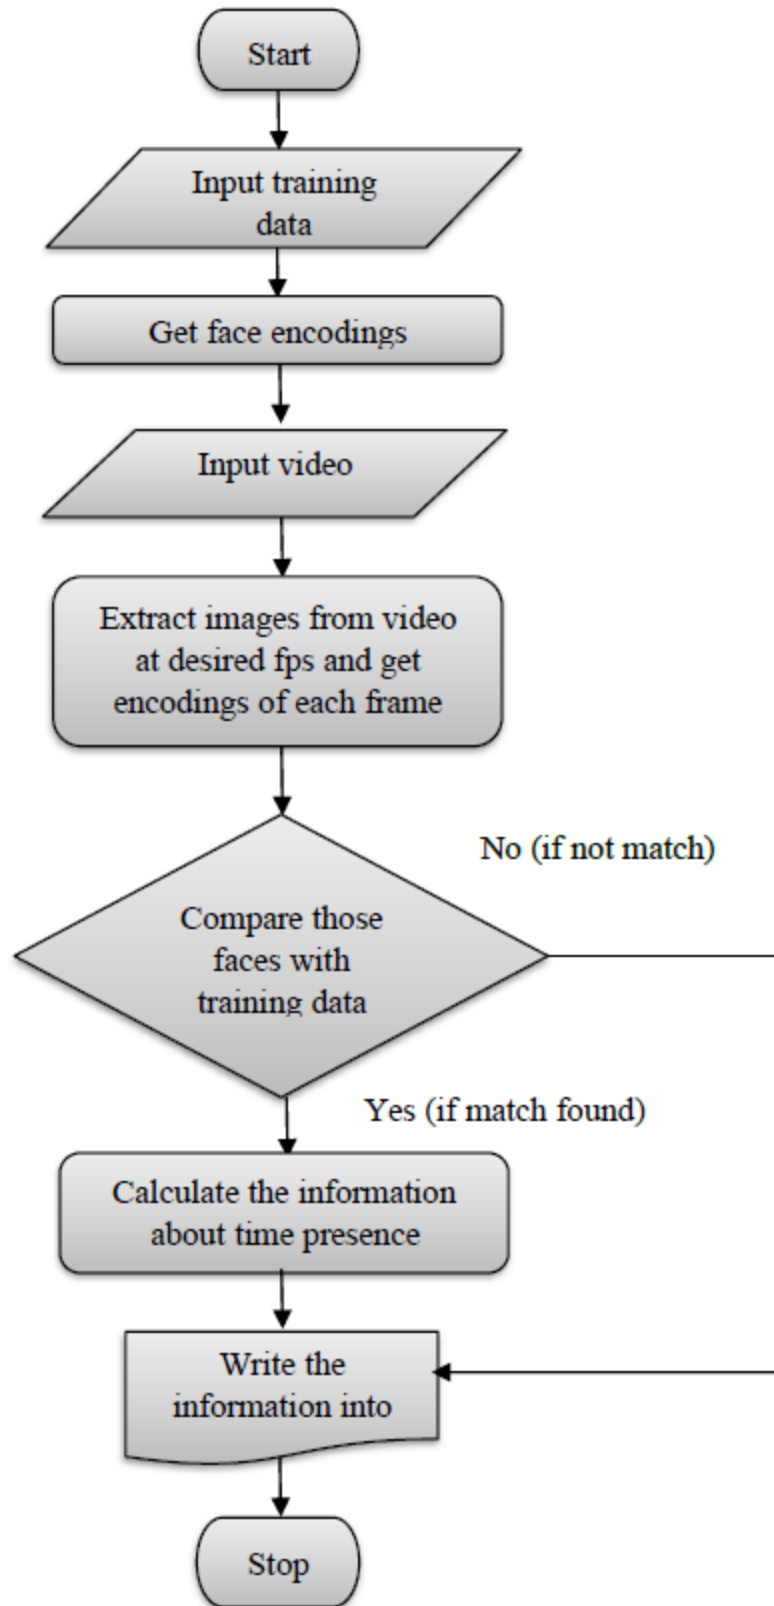 Start
Input training
data
Get face encodings
Input video
Extract images from video
at desired fps and get
encodings of each frame
No (if not match)
Compare those
faces with
training data
Yes (if match found)
Calculate the information
about time presence
Write the
information into
Stop